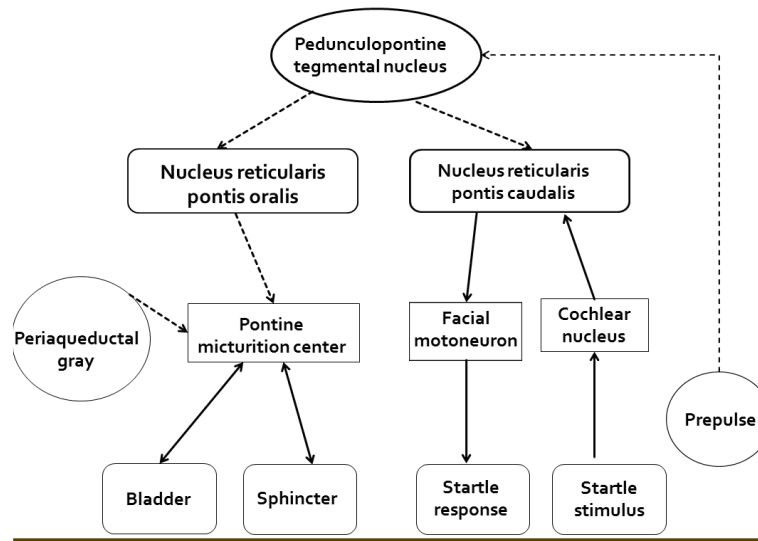 Pedunculopontine
tegmental nucleus
Nucleus reticularis
pontis oralis
Nucleus reticularis
pontis caudalis
Periaqueductal
gray
Pontine
micturition center
Facial
motoneuron
Cochlear
nucleus
Prepulse
Bladder
Sphincter
Startle
response
Startle
stimulus